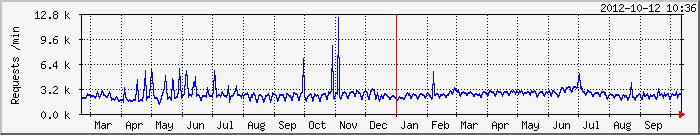 2012-10-12 10:36
12.8 k
9.6 k
6.4 k
3.2 k
0.0 k
Requests /min
Mar Apr May Jun Jul Aug Sep Oct Nov Dec Jan Feb Mar Apr May Jun Jul Aug Sep